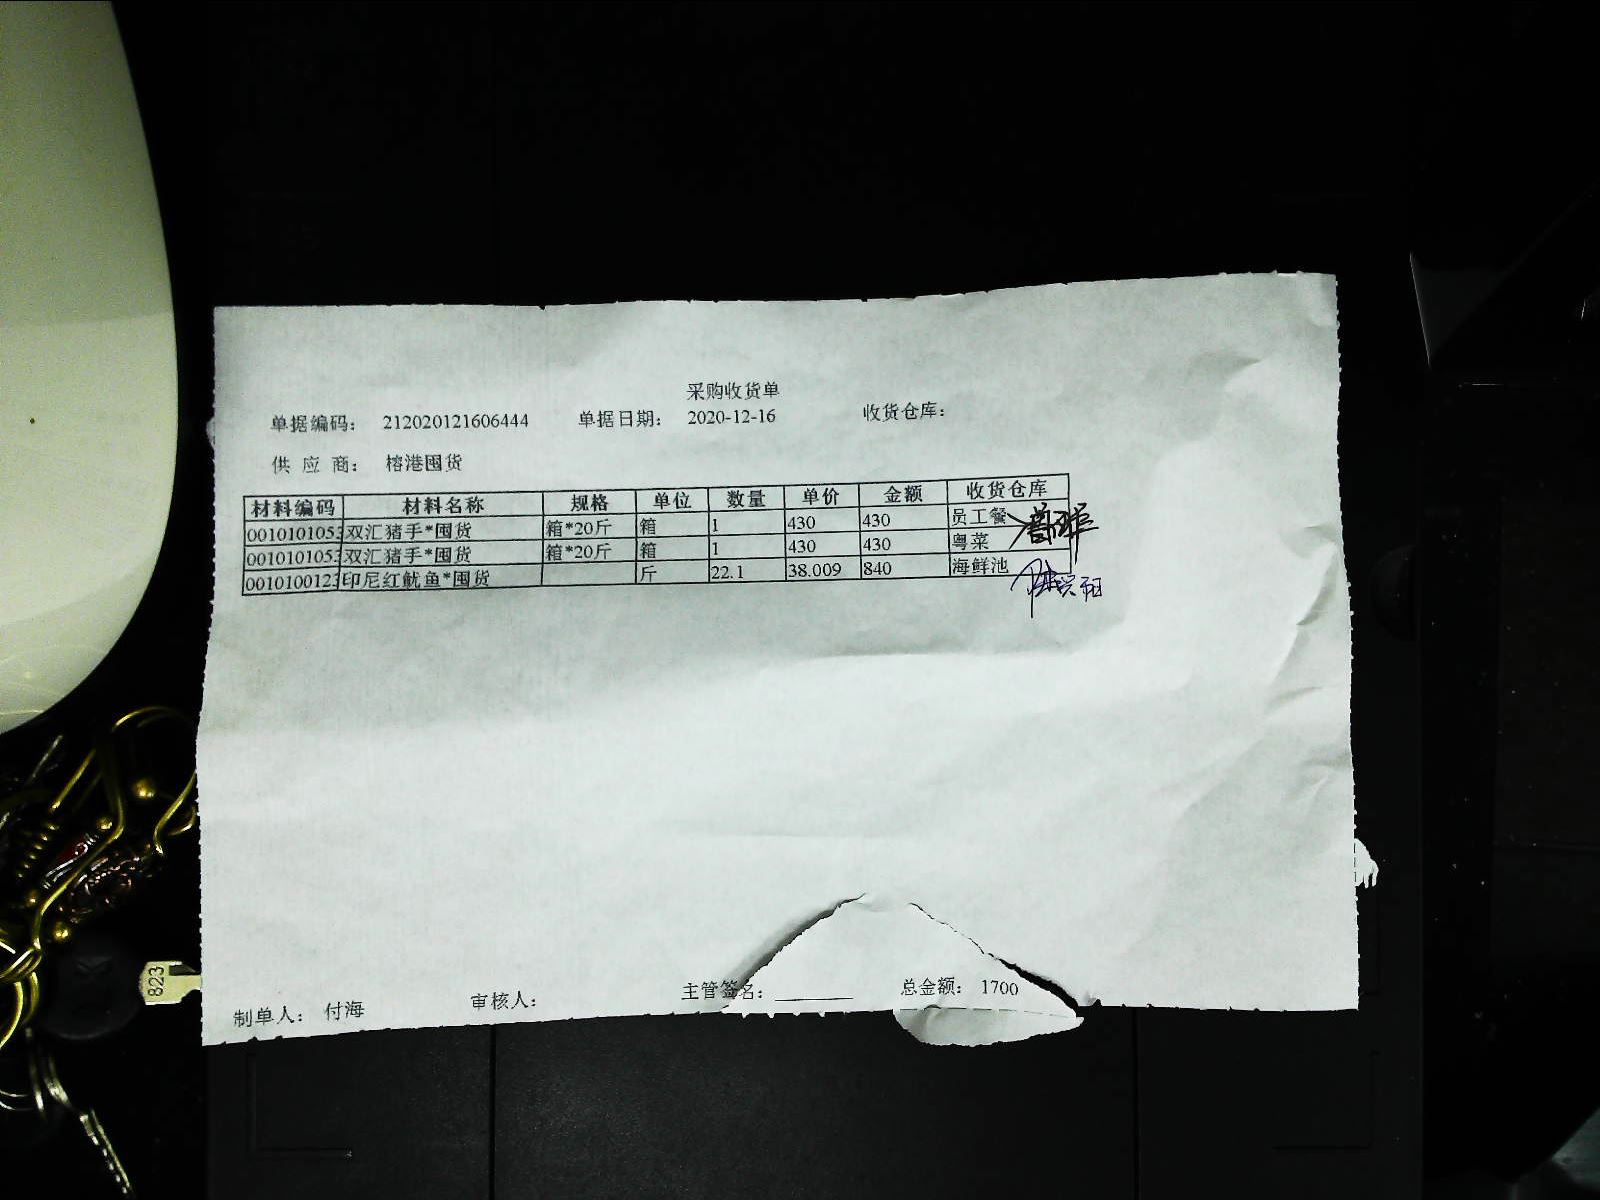 采购收货单
单据编码： 212020121606444 单据日期： 2020-12-16 收货仓库：
供 应 商： 榕港囤货
材料编码 材料名称 规格 单位 数量 单价 金额 收货仓库
0010101053 双汇猪手*囤货 箱*20斤 箱 1 430 430 员工餐
0010101053 双汇猪手*囤货 箱*20斤 箱 1 430 430 粤菜
0010100123 印尼红鱿鱼*囤货 斤 22.1 38.009 840 海鲜池
制单人： 付海 审核人： 主管签名： 总金额： 1700
823